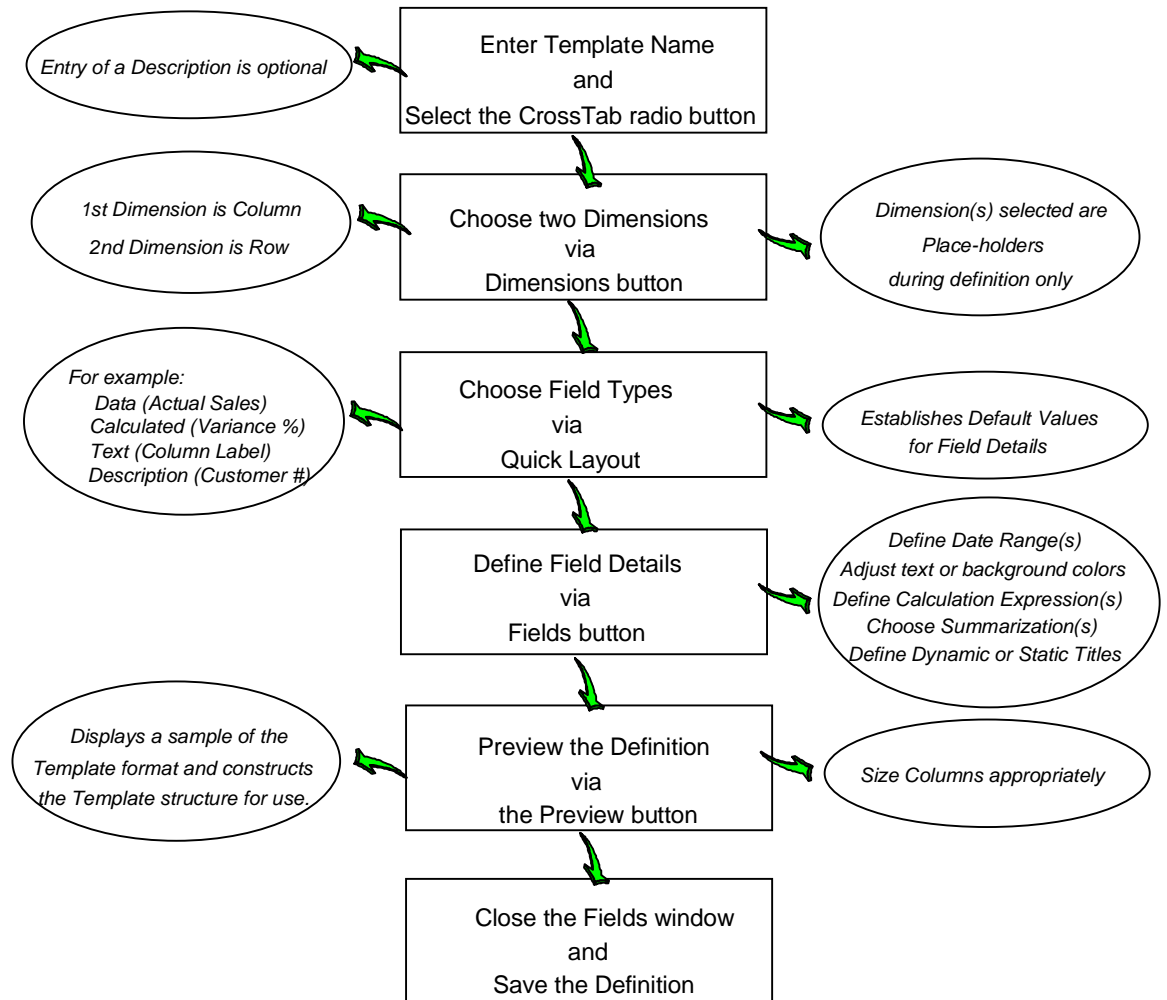 Enter Template Name
and
Select the CrossTab radio button
Entry of a Description is optional
Choose two Dimensions
via
Dimensions button
1st Dimension is Column
2nd Dimension is Row
Dimension(s) selected are
Place-holders
during definition only
Choose Field Types
via
Quick Layout
For example:
Data (Actual Sales)
Calculated (Variance %)
Text (Column Label)
Description (Customer #)
Establishes Default Values
for Field Details
Define Field Details
via
Fields button
Define Date Range(s)
Adjust text or background colors
Define Calculation Expression(s)
Choose Summarization(s)
Define Dynamic or Static Titles
Preview the Definition
via
the Preview button
Displays a sample of the
Template format and constructs
the Template structure for use.
Size Columns appropriately
Close the Fields window
and
Save the Definition